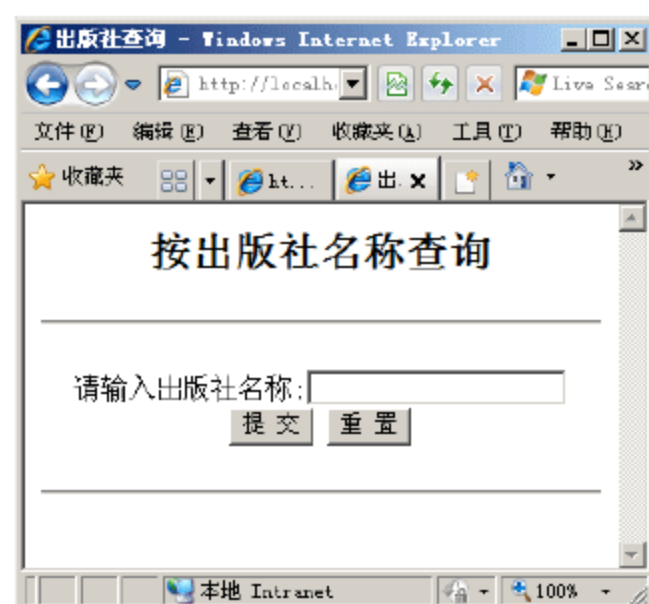 出版社查询 - Windows Internet Explorer
http://localh
Live Sear
文件(F) 编辑(E) 查看(V) 收藏夹(A) 工具(T) 帮助(H)
收藏夹 ht... 出. »
按出版社名称查询
请输入出版社名称:
提 交 重 置
本地 Intranet 100%